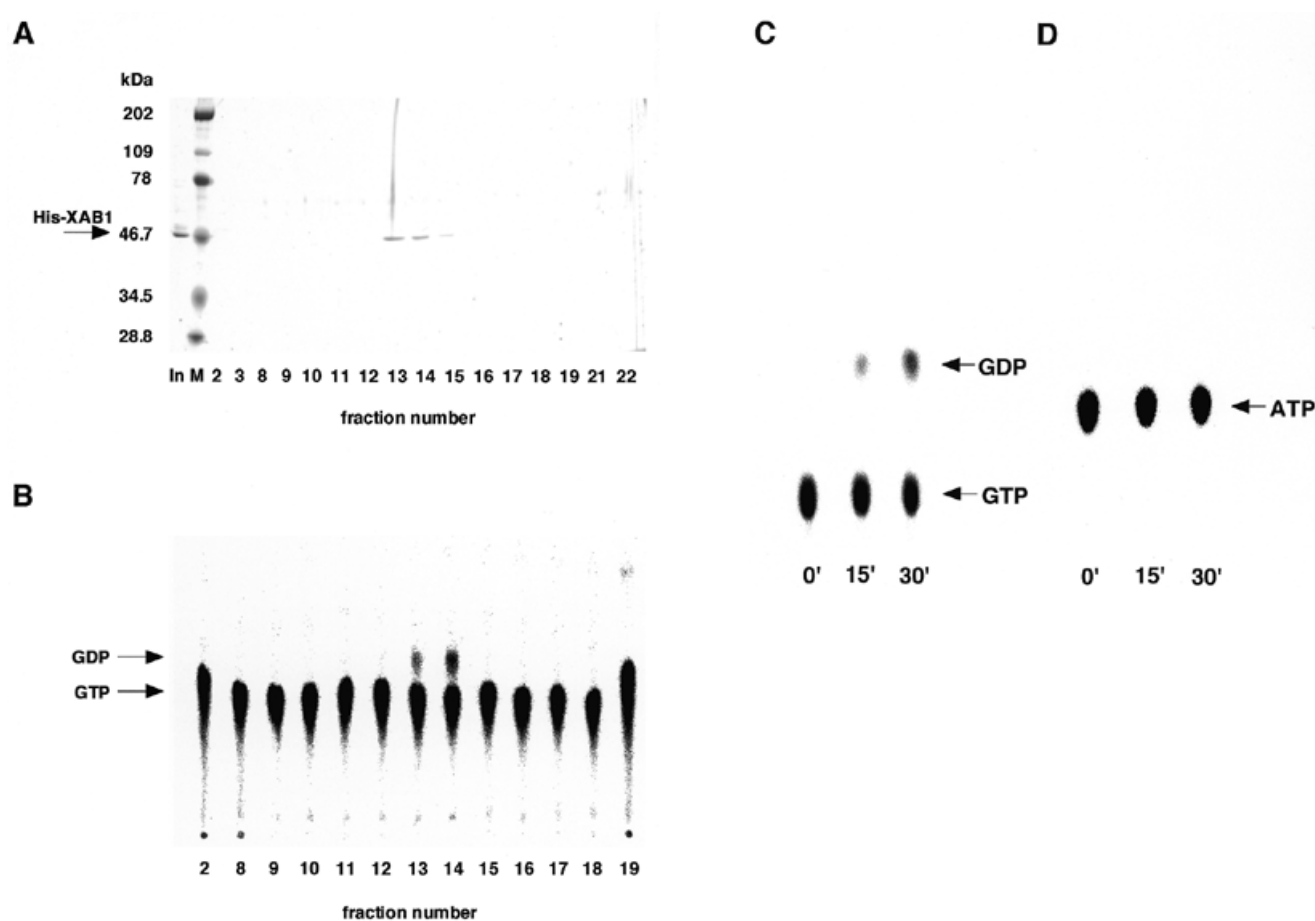 A
kDa
202
109
78
His-XAB1
46.7
34.5
28.8
In M 2 3 8 9 10 11 12 13 14 15 16 17 18 19 21 22
fraction number
B
GDP
GTP
2 8 9 10 11 12 13 14 15 16 17 18 19
fraction number
C
GDP
GTP
0' 15' 30'
D
ATP
0' 15' 30'